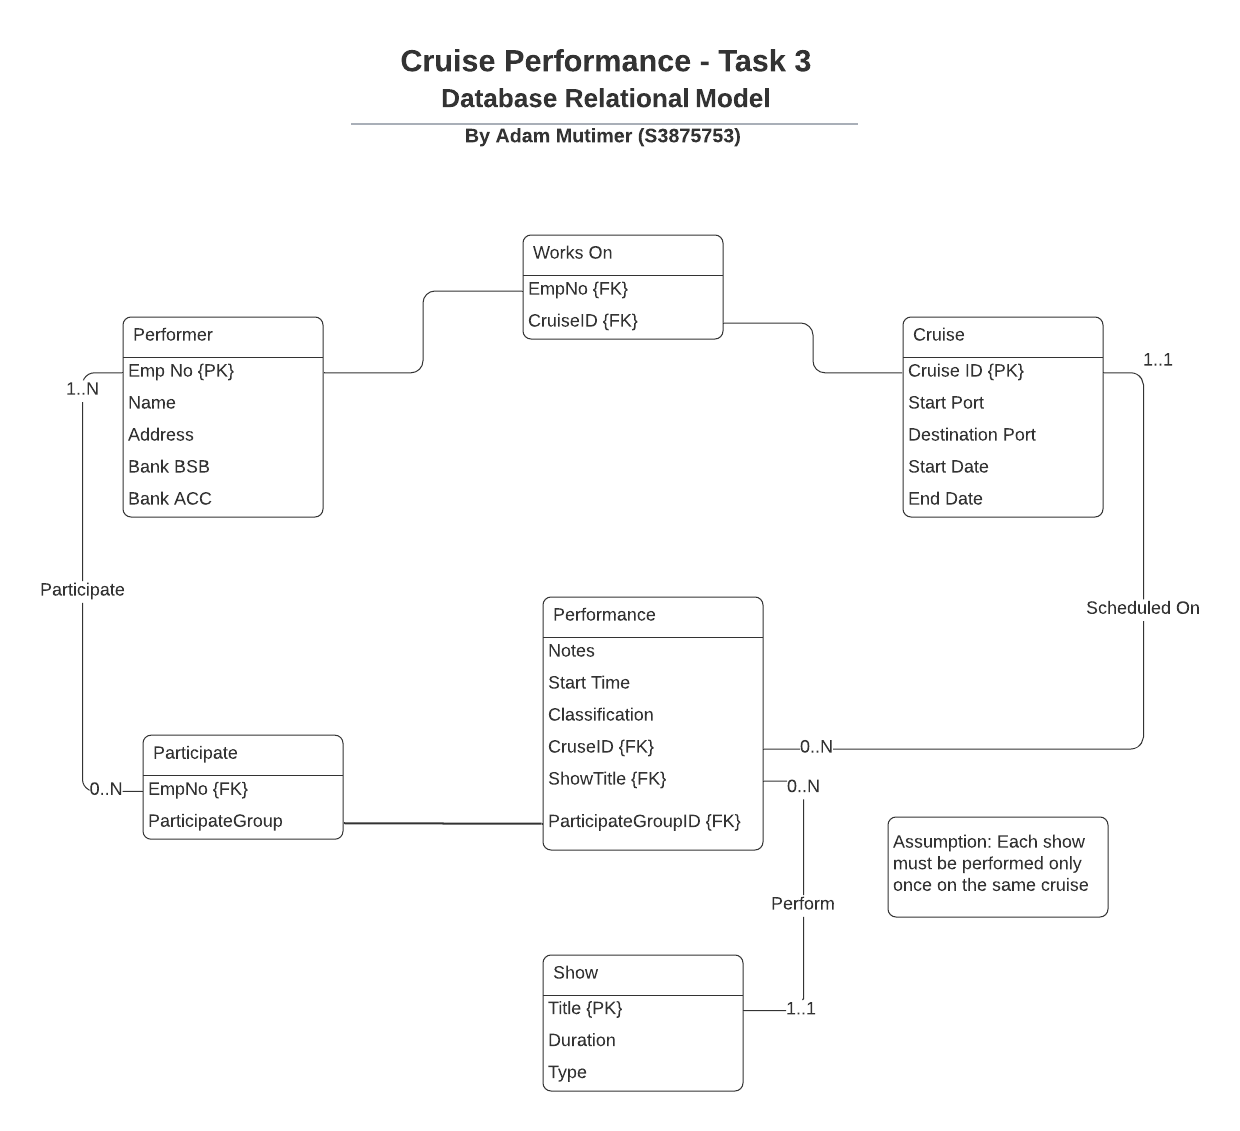 Cruise Performance - Task 3
Database Relational Model
By Adam Mutimer (S3875753)
Works On
EmpNo {FK}
CruiseID {FK}
Performer
Emp No {PK}
Name
Address
Bank BSB
Bank ACC
Cruise
Cruise ID {PK}
Start Port
Destination Port
Start Date
End Date
1..1
1..N
Participate
Scheduled On
Performance
Notes
Start Time
Classification
CruseID {FK}
ShowTitle {FK}
ParticipateGroupID {FK}
0..N
0..N
Participate
EmpNo {FK}
ParticipateGroup
0..N
Assumption: Each show
must be performed only
once on the same cruise
Perform
Show
Title {PK}
Duration
Type
1..1